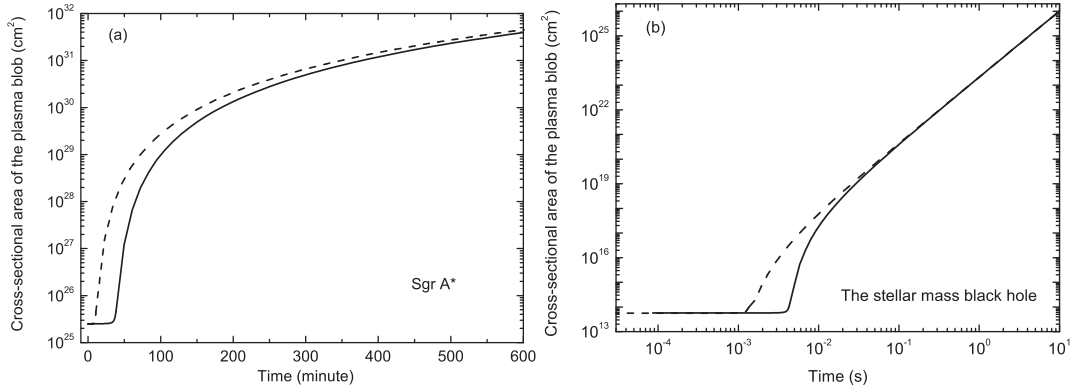 (a)
Cross-sectional area of the plasma blob (cm²)
10³²
10³¹
10³⁰
10²⁹
10²⁸
10²⁷
10²⁶
10²⁵
Sgr A*
0 100 200 300 400 500 600
Time (minute)
(b)
Cross-sectional area of the plasma blob (cm²)
10²⁵
10²²
10¹⁹
10¹⁶
10¹³
The stellar mass black hole
10⁻⁴ 10⁻³ 10⁻² 10⁻¹ 10⁰ 10¹
Time (s)